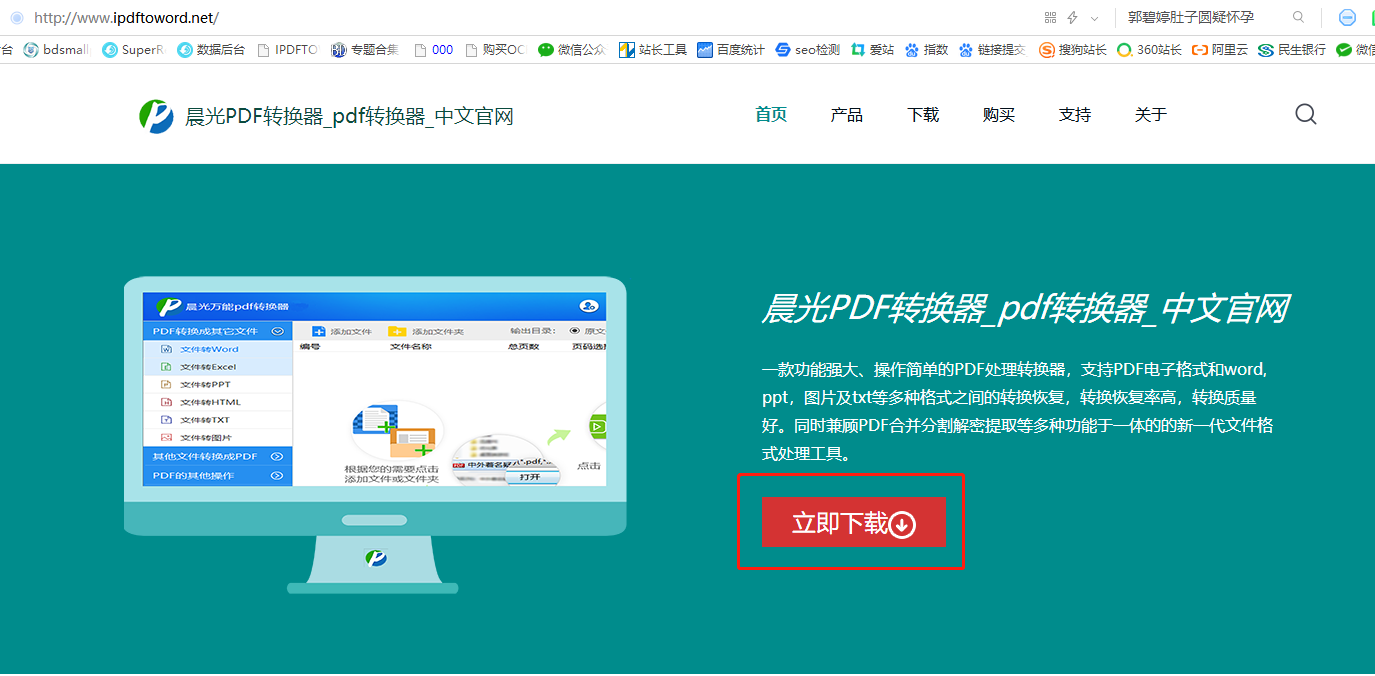 http://www.ipdftoword.net/
郭碧婷肚子圆疑怀孕
台 bdsmall SuperR 数据后台 IPDFTO 专题合集 000 购买OC 微信公众 站长工具 百度统计 seo检测 爱站 指数 链接提交 搜狗站长 360站长 阿里云 民生银行 微信
晨光PDF转换器_pdf转换器_中文官网
首页 产品 下载 购买 支持 关于
晨光万能pdf转换器
PDF转换成其它文件
文件转Word
文件转Excel
文件转PPT
文件转HTML
文件转TXT
文件转图片
其他文件转换成PDF
PDF的其他操作
添加文件 添加文件夹 输出目录： 原文
编号 文件名称 总页数 页码选择
根据您的需要点击
添加文件或文件夹
PDF 中外著名
打开
点击
晨光PDF转换器_pdf转换器_中文官网
一款功能强大、操作简单的PDF处理转换器，支持PDF电子格式和word,
ppt，图片及txt等多种格式之间的转换恢复，转换恢复率高，转换质量
好。同时兼顾PDF合并分割解密提取等多种功能于一体的的新一代文件格
式处理工具。
立即下载